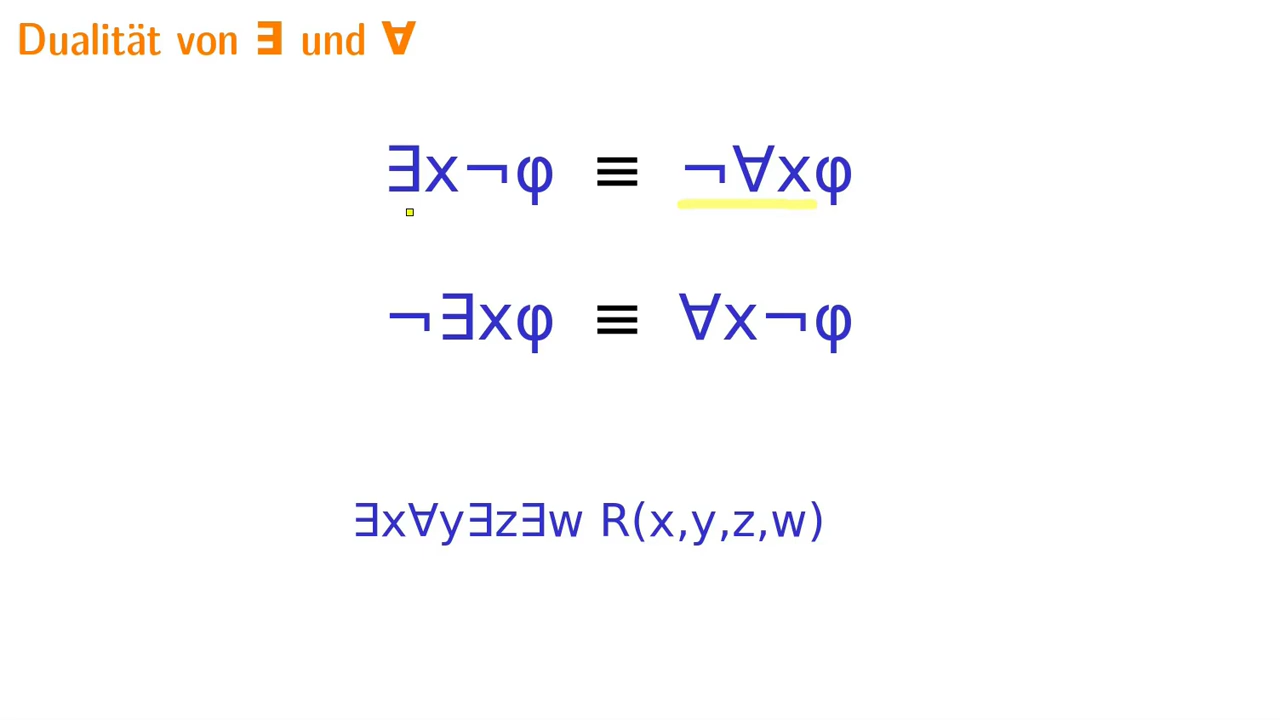 Dualität von ∃ und ∀
∃x¬φ ≡ ¬∀xφ
¬∃xφ ≡ ∀x¬φ
∃x∀y∃z∃w R(x,y,z,w)